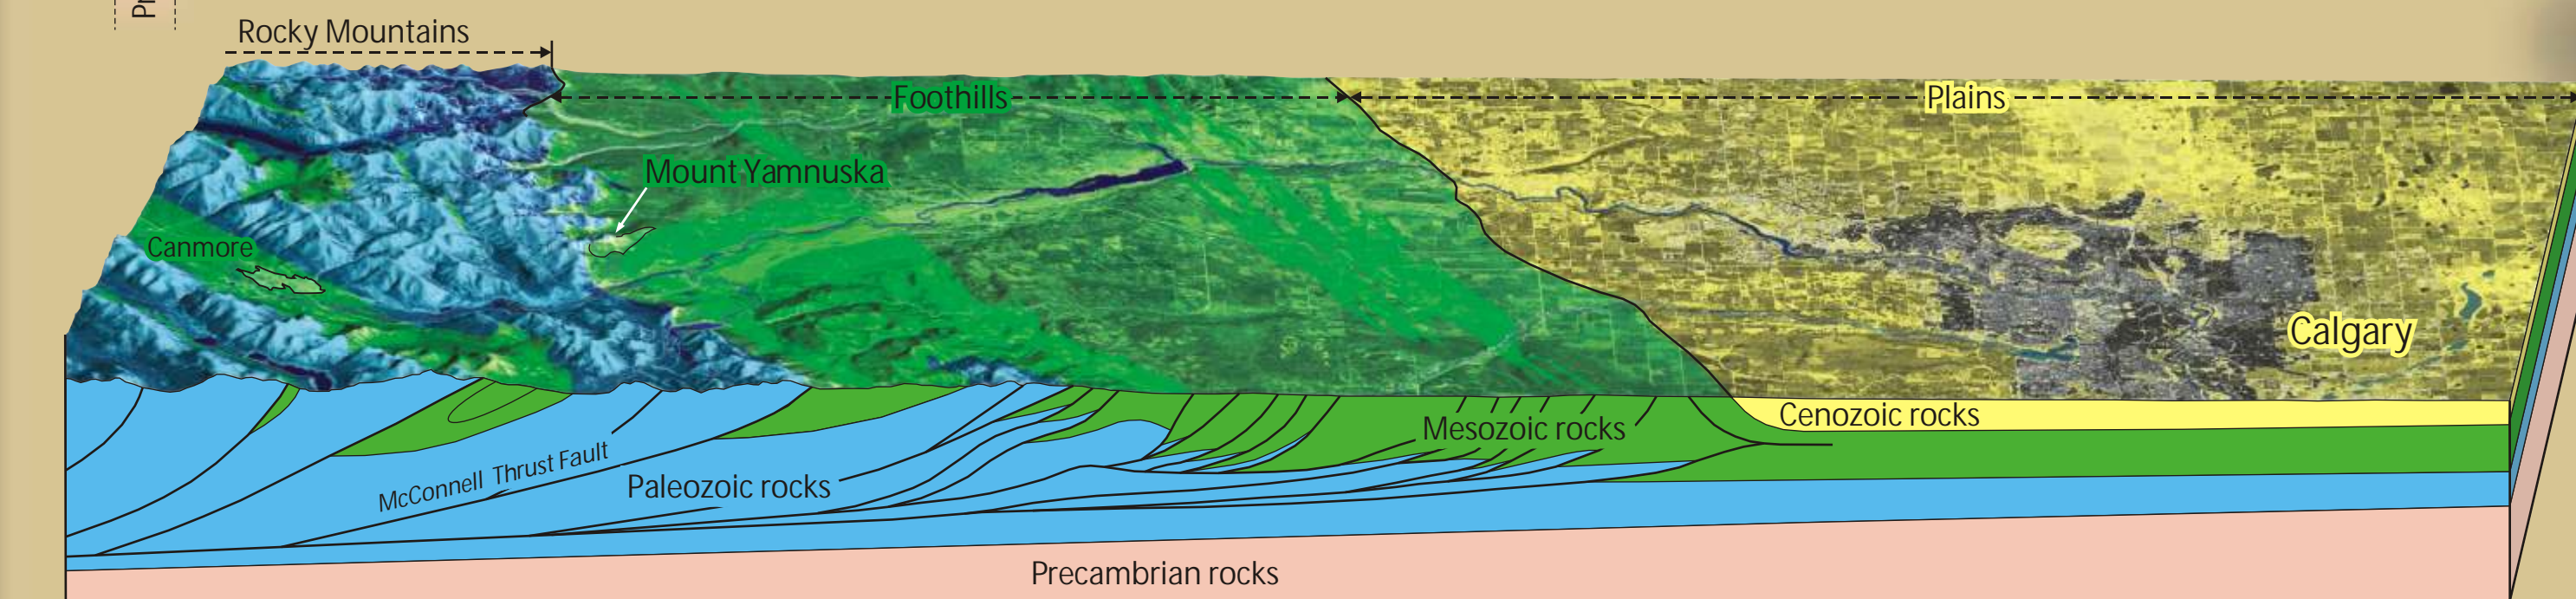 Rocky Mountains
Foothills
Plains
Mount Yamnuska
Canmore
Calgary
Cenozoic rocks
Mesozoic rocks
McConnell Thrust Fault
Paleozoic rocks
Precambrian rocks